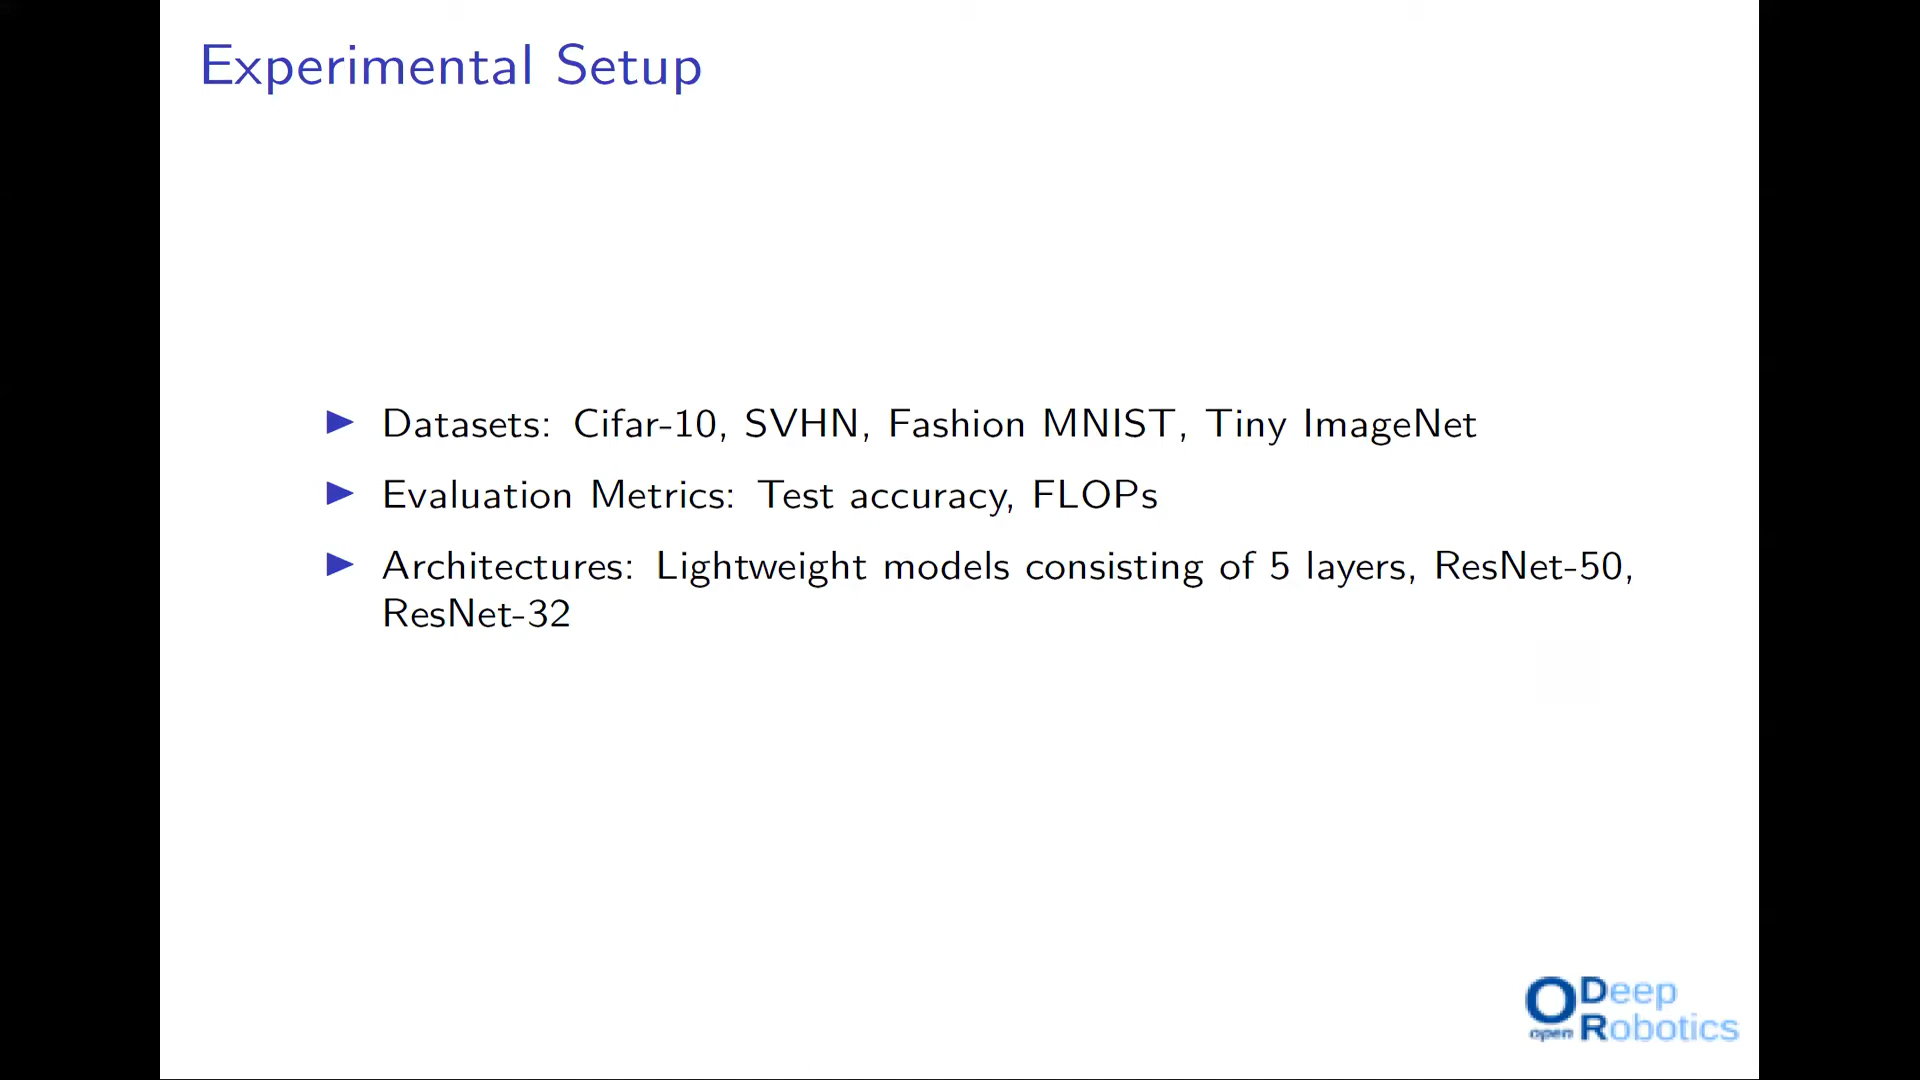 Experimental Setup
Datasets: Cifar-10, SVHN, Fashion MNIST, Tiny ImageNet
Evaluation Metrics: Test accuracy, FLOPs
Architectures: Lightweight models consisting of 5 layers, ResNet-50,
ResNet-32
Open Deep
Robotics